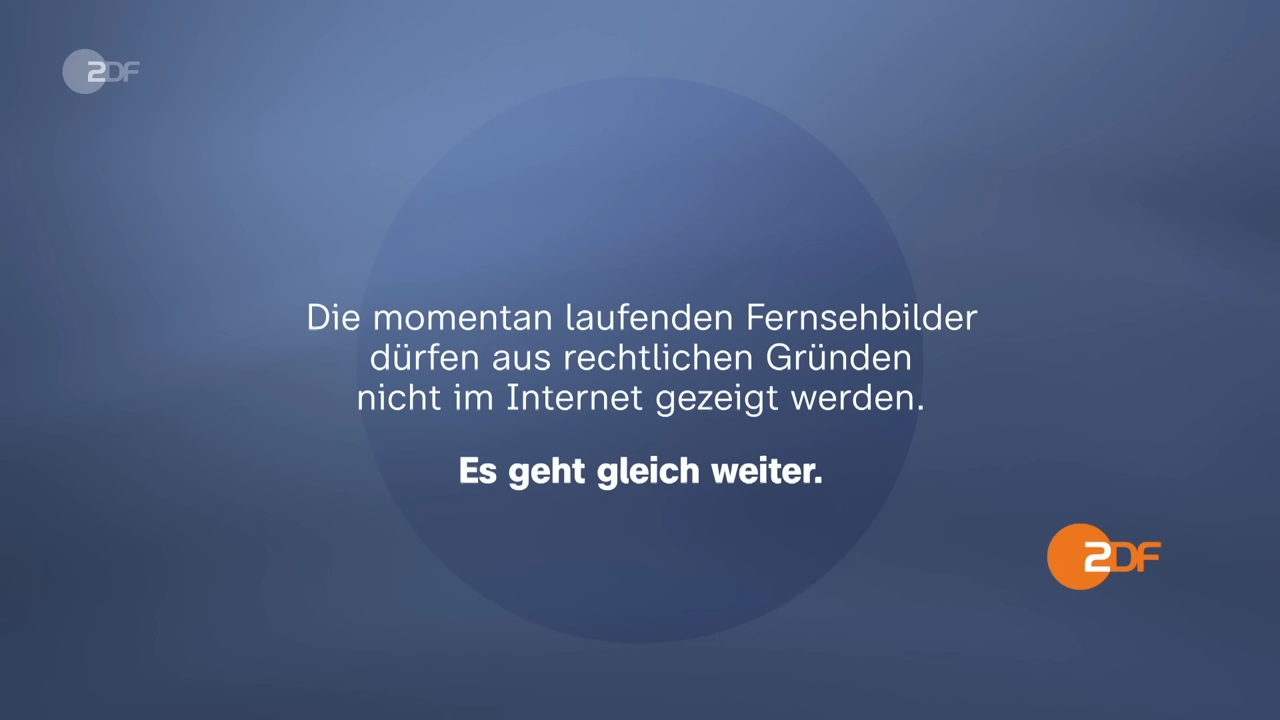 ZDF
Die momentan laufenden Fernsehbilder
dürfen aus rechtlichen Gründen
nicht im Internet gezeigt werden.
Es geht gleich weiter.
ZDF